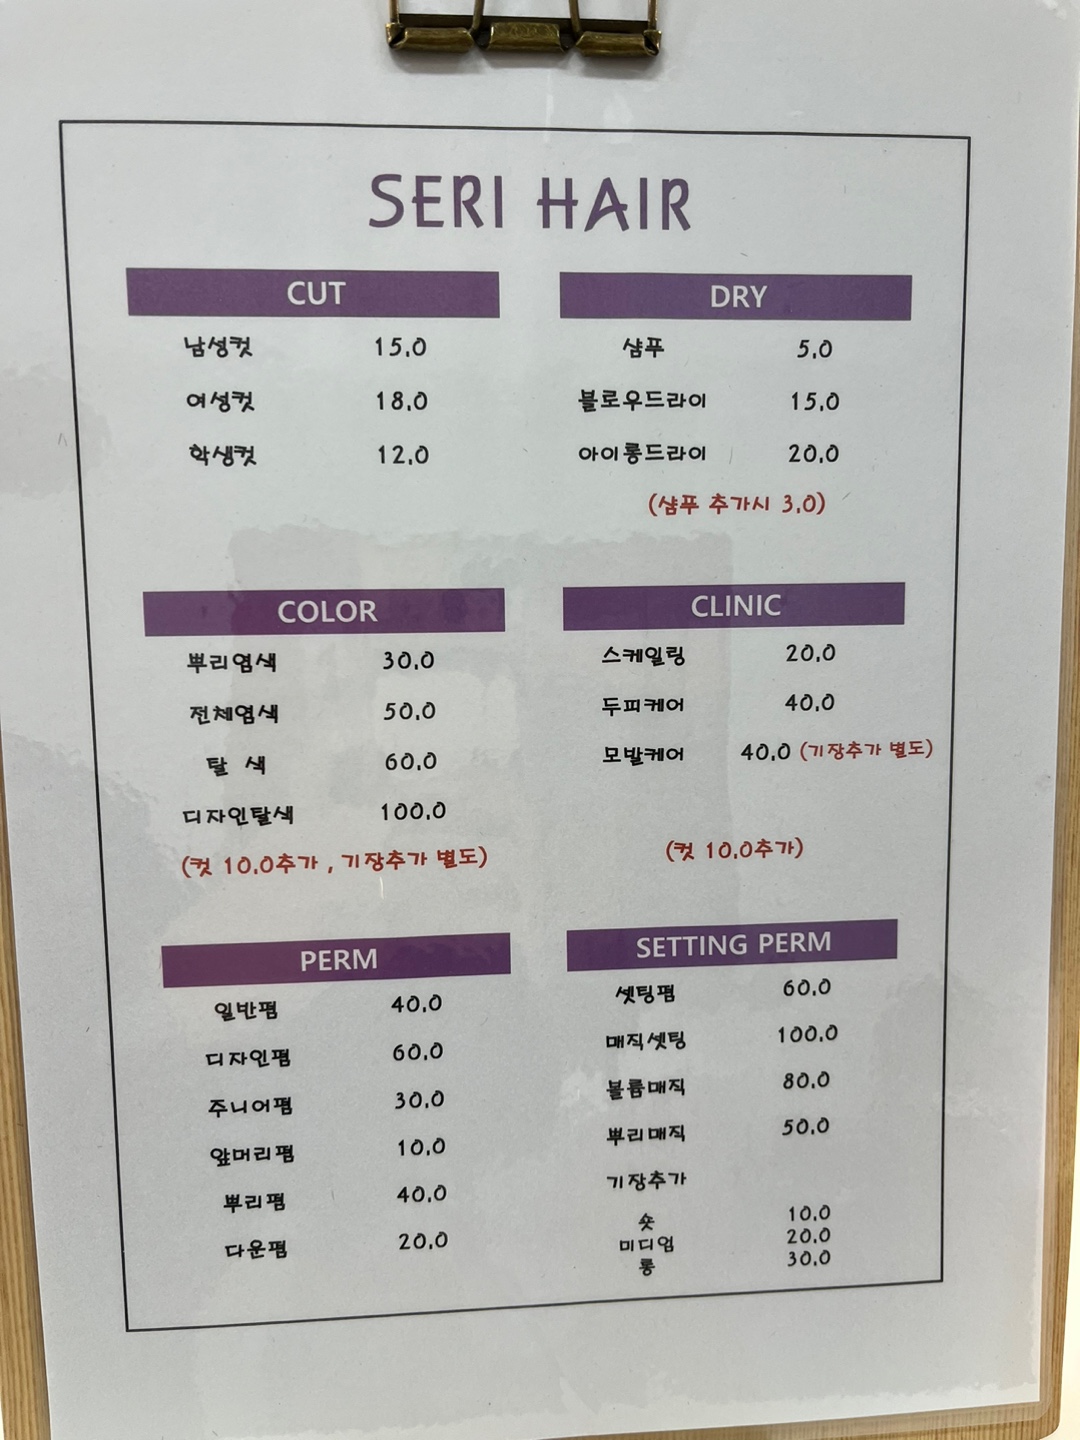 SERI HAIR
CUT
남성컷 15.0
여성컷 18.0
학생컷 12.0
DRY
샴푸 5.0
블로우드라이 15.0
아이롱드라이 20.0
(샴푸 추가시 3.0)
COLOR
뿌리염색 30.0
전체염색 50.0
탈 색 60.0
디자인탈색 100.0
(컷 10.0추가 , 기장추가 별도)
CLINIC
스케일링 20.0
두피케어 40.0
모발케어 40.0 (기장추가 별도)
(컷 10.0추가)
PERM
일반펌 40.0
디자인펌 60.0
주니어펌 30.0
앞머리펌 10.0
뿌리펌 40.0
다운펌 20.0
SETTING PERM
셋팅펌 60.0
매직셋팅 100.0
볼륨매직 80.0
뿌리매직 50.0
기장추가
숏 10.0
미디엄 20.0
롱 30.0